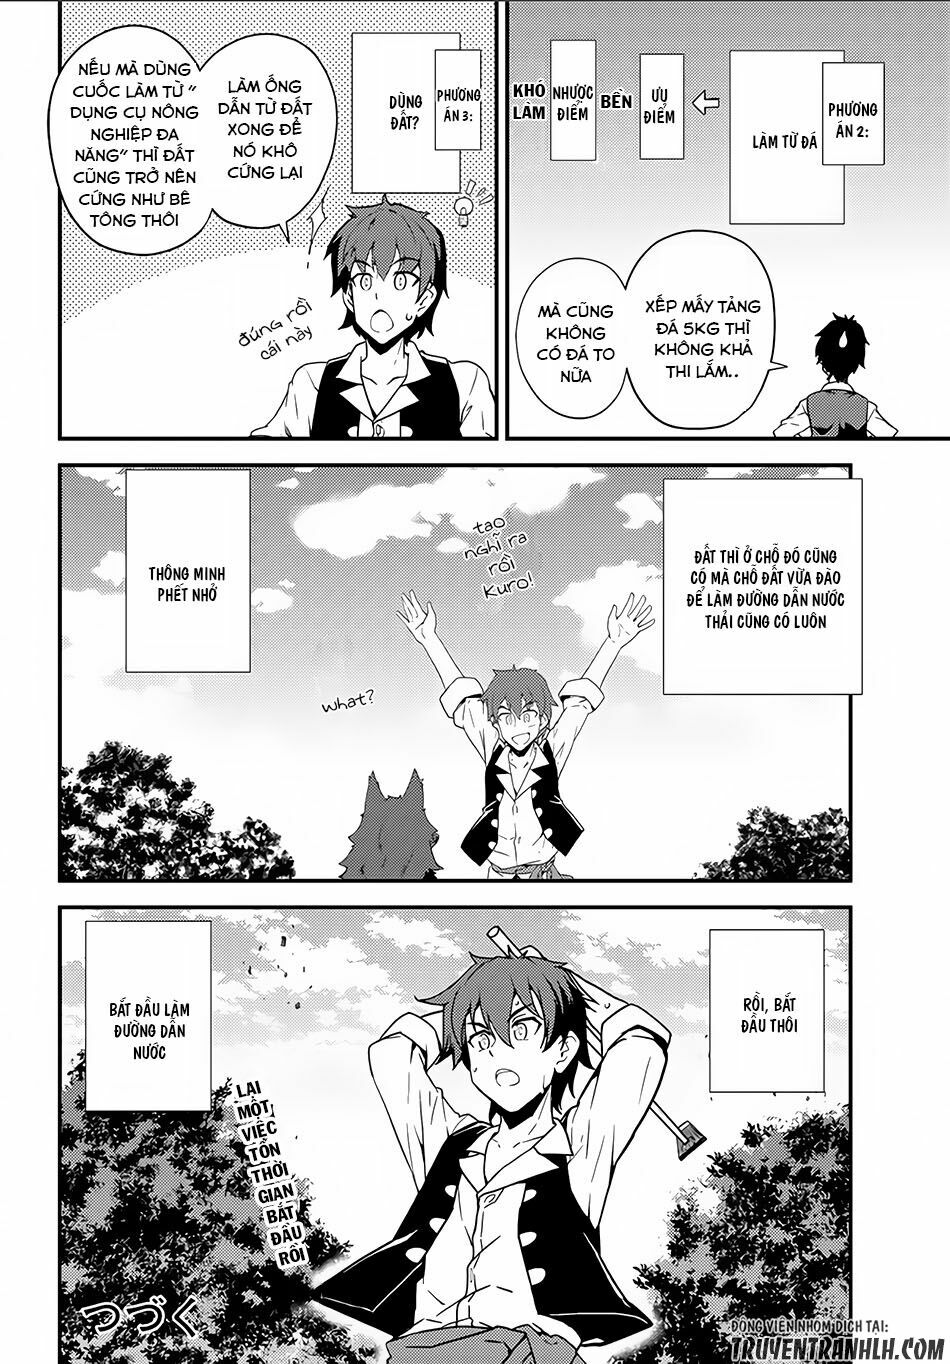 PHƯƠNG
ÁN 2:
LÀM TỪ ĐÁ
ƯU
ĐIỂM
BỀN
NHƯỢC
ĐIỂM
KHÓ
LÀM
XẾP MẤY TẢNG
ĐÁ 5KG THÌ
KHÔNG KHẢ
THI LẮM..
MÀ CŨNG
KHÔNG
CÓ ĐÁ TO
NỮA
PHƯƠNG
ÁN 3:
DÙNG
ĐẤT?
LÀM ỐNG
DẪN TỪ ĐẤT
XONG ĐỂ
NÓ KHÔ
CỨNG LẠI
NẾU MÀ DÙNG
CUỐC LÀM TỪ "
DỤNG CỤ NÔNG
NGHIỆP ĐA
NĂNG" THÌ ĐẤT
CŨNG TRỞ NÊN
CỨNG NHƯ BÊ
TÔNG THÔI
đúng rồi
cái này
ĐẤT THÌ Ở CHỖ ĐÓ CŨNG
CÓ MÀ CHỖ ĐẤT VỪA ĐÀO
ĐỂ LÀM ĐƯỜNG DẪN NƯỚC
THẢI CŨNG CÓ LUÔN
tao
nghĩ ra
rồi
Kuro!
what?
THÔNG MINH
PHẾT NHỞ
RỒI, BẮT
ĐẦU THÔI
BẮT ĐẦU LÀM
ĐƯỜNG DẪN
NƯỚC
LẠI
MỘT
VIỆC
TỐN
THỜI
GIAN
BẮT
ĐẦU
RỒI
つづく
ĐỘNG VIÊN NHÓM DỊCH TẠI:
TRUYENTRANHLH.COM